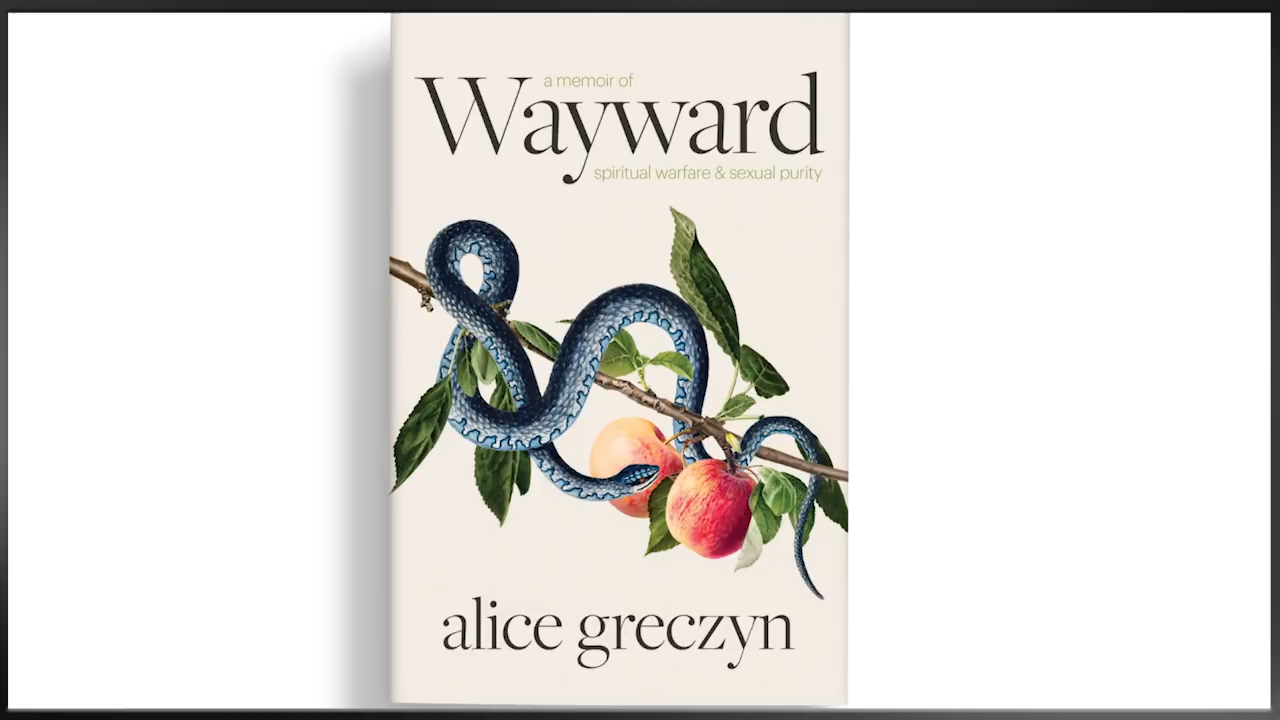 a memoir of
Wayward
spiritual warfare & sexual purity
alice greczyn